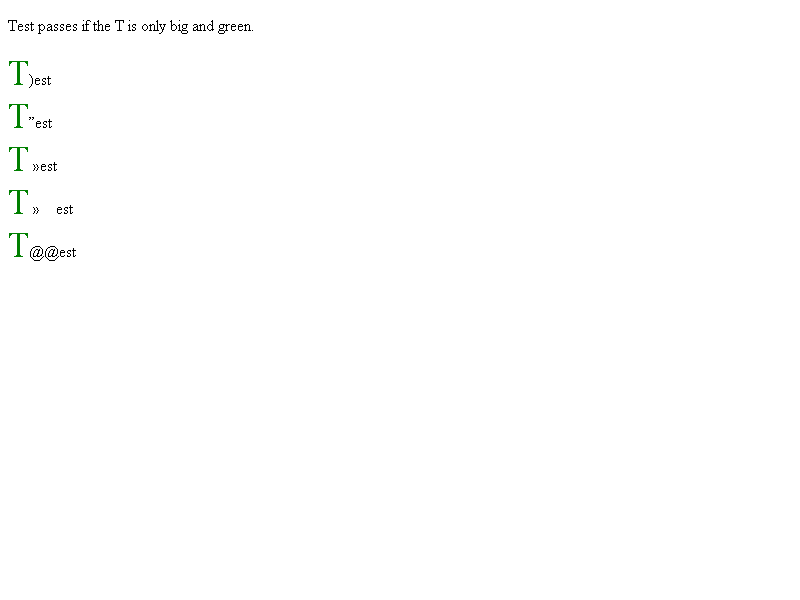 Test passes if the T is only big and green.
T)est
T”est
T »est
T »    est
T@@est